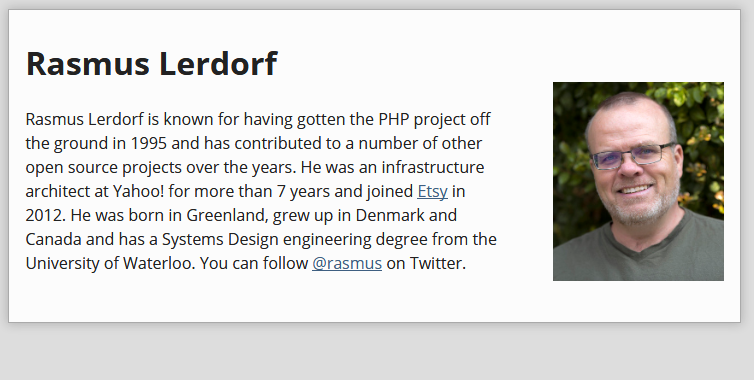 Rasmus Lerdorf
Rasmus Lerdorf is known for having gotten the PHP project off
the ground in 1995 and has contributed to a number of other
open source projects over the years. He was an infrastructure
architect at Yahoo! for more than 7 years and joined Etsy in
2012. He was born in Greenland, grew up in Denmark and
Canada and has a Systems Design engineering degree from the
University of Waterloo. You can follow @rasmus on Twitter.